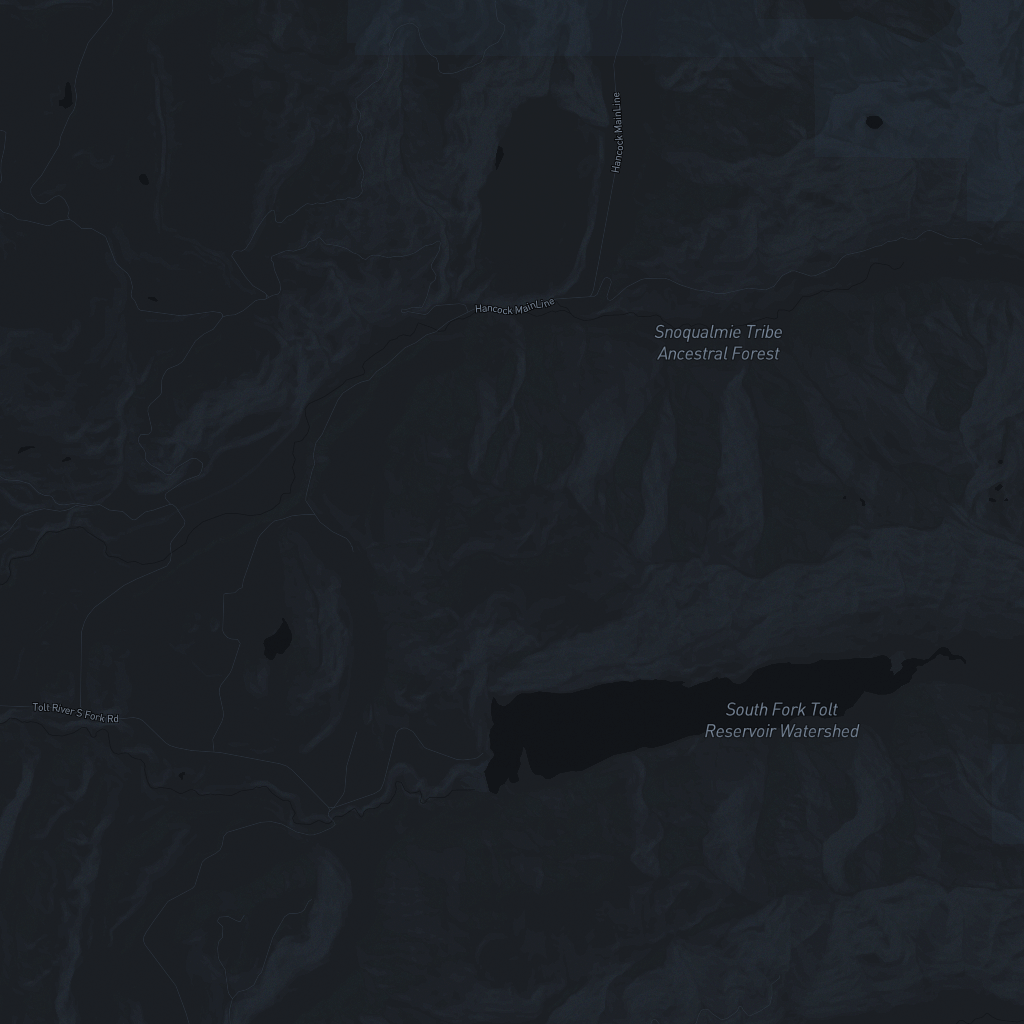 Hancock MainLine
Hancock MainLine
Snoqualmie Tribe
Ancestral Forest
Tolt River S Fork Rd
South Fork Tolt
Reservoir Watershed